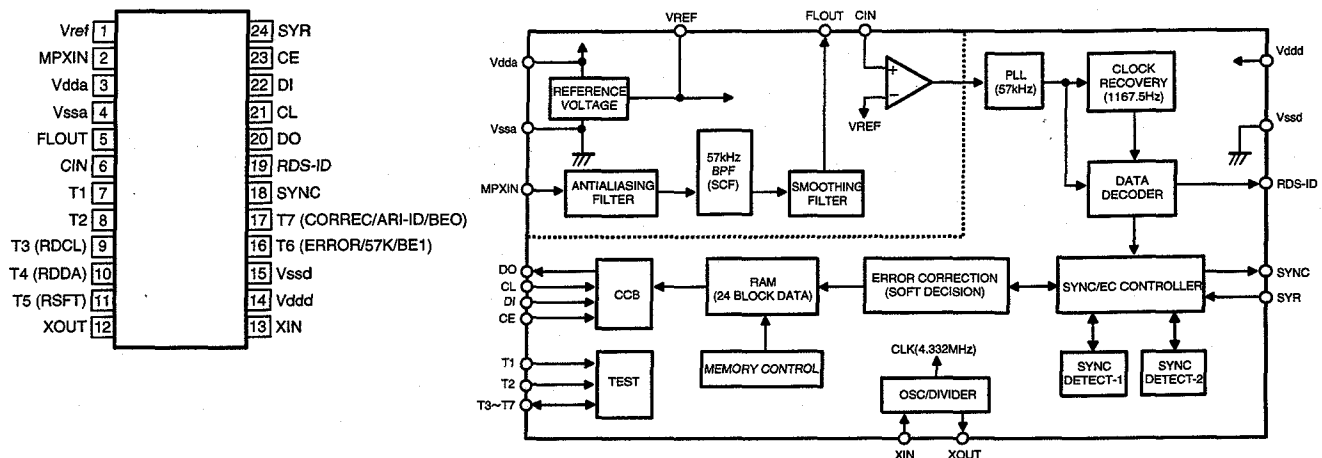 Vref 1
MPXIN 2
Vdda 3
Vssa 4
FLOUT 5
CIN 6
T1 7
T2 8
T3 (RDCL) 9
T4 (RDDA) 10
T5 (RSFT) 11
XOUT 12
24 SYR
23 CE
22 DI
21 CL
20 DO
19 RDS-ID
18 SYNC
17 T7 (CORREC/ARI-ID/BEO)
16 T6 (ERROR/57K/BE1)
15 Vssd
14 Vddd
13 XIN
VREF
FLOUT
CIN
Vdda
REFERENCE
VOLTAGE
Vssa
+
−
VREF
PLL
(57kHz)
CLOCK
RECOVERY
(1167.5Hz)
Vddd
Vssd
MPXIN
ANTIALIASING
FILTER
57kHz
BPF
(SCF)
SMOOTHING
FILTER
DATA
DECODER
RDS-ID
DO
CL
DI
CE
CCB
RAM
(24 BLOCK DATA)
ERROR CORRECTION
(SOFT DECISION)
SYNC/EC CONTROLLER
SYNC
SYR
T1
T2
T3~T7
TEST
MEMORY CONTROL
CLK(4.332MHz)
OSC/DIVIDER
SYNC
DETECT-1
SYNC
DETECT-2
XIN
XOUT